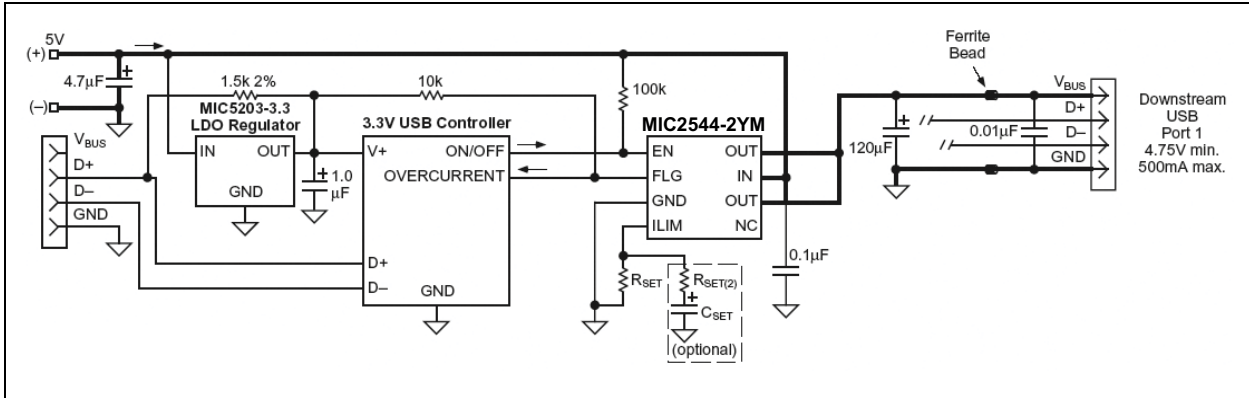 5V
(+)
4.7µF
+
(–)
1.5k 2%
10k
100k
MIC5203-3.3
LDO Regulator
IN
OUT
GND
+
1.0
µF
3.3V USB Controller
V+
ON/OFF
OVERCURRENT
D+
D–
GND
VBUS
D+
D–
GND
MIC2544-2YM
EN
OUT
FLG
IN
GND
OUT
ILIM
NC
RSET
RSET(2)
+
CSET
(optional)
0.1µF
Ferrite
Bead
+
120µF
0.01µF
VBUS
D+
D–
GND
Downstream
USB
Port 1
4.75V min.
500mA max.